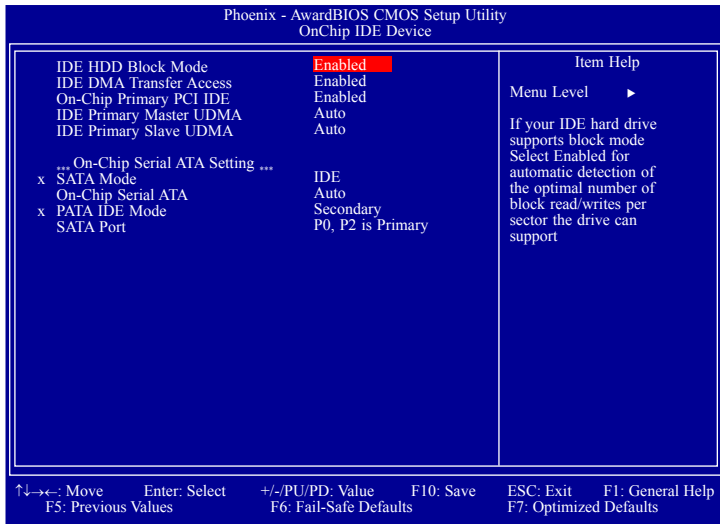 Phoenix - AwardBIOS CMOS Setup Utility
OnChip IDE Device
IDE HDD Block Mode Enabled
IDE DMA Transfer Access Enabled
On-Chip Primary PCI IDE Enabled
IDE Primary Master UDMA Auto
IDE Primary Slave UDMA Auto
*** On-Chip Serial ATA Setting ***
x SATA Mode IDE
On-Chip Serial ATA Auto
x PATA IDE Mode Secondary
SATA Port P0, P2 is Primary
Item Help
Menu Level ►
If your IDE hard drive
supports block mode
Select Enabled for
automatic detection of
the optimal number of
block read/writes per
sector the drive can
support
↑↓→←: Move Enter: Select +/-/PU/PD: Value F10: Save ESC: Exit F1: General Help
F5: Previous Values F6: Fail-Safe Defaults F7: Optimized Defaults